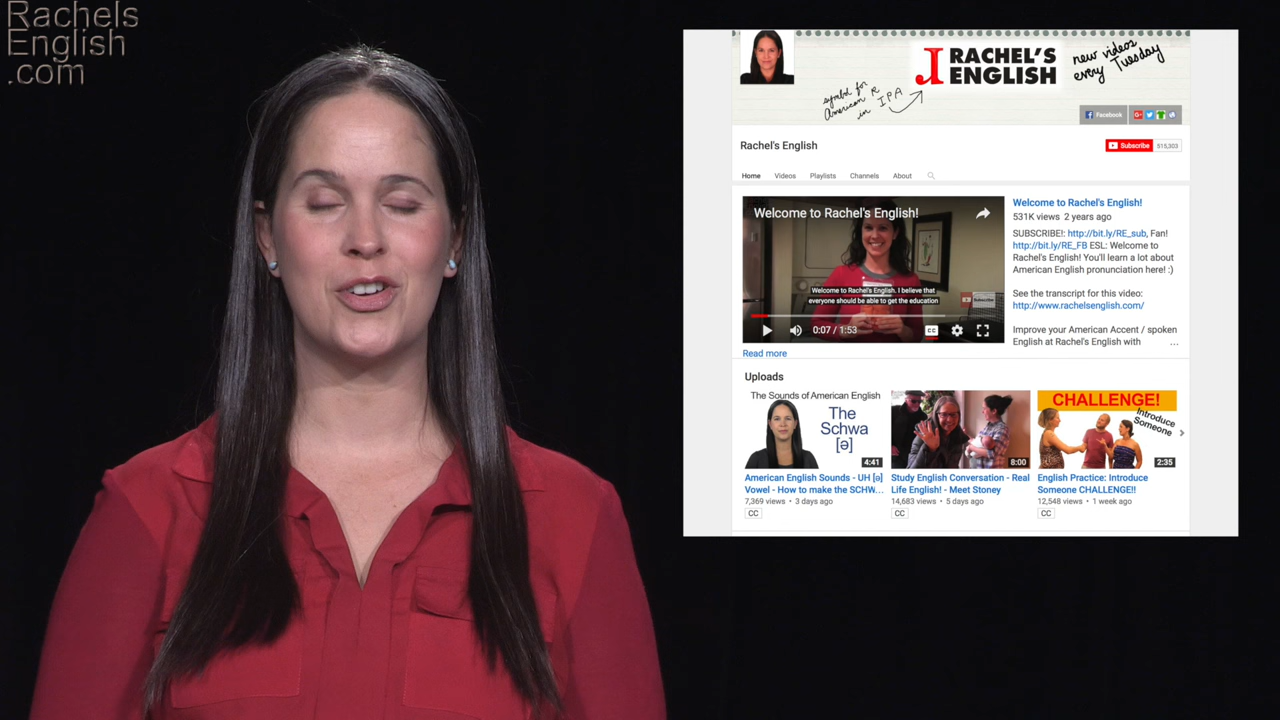 Rachels
English
.com
RACHEL'S
ENGLISH
new videos
every Tuesday
symbol for
American R
in IPA
Facebook
Rachel's English
Subscribe 515,303
Home Videos Playlists Channels About
Welcome to Rachel's English!
Welcome to Rachel's English. I believe that
everyone should be able to get the education
Subscribe
0:07 / 1:53
CC
Read more
Welcome to Rachel's English!
531K views 2 years ago
SUBSCRIBE!: http://bit.ly/RE_sub, Fan!
http://bit.ly/RE_FB ESL: Welcome to
Rachel's English! You'll learn a lot about
American English pronunciation here! :)
See the transcript for this video:
http://www.rachelsenglish.com/
Improve your American Accent / spoken
English at Rachel's English with ...
Uploads
The Sounds of American English
The
Schwa
[ə]
4:41
American English Sounds - UH [ə]
Vowel - How to make the SCHW...
7,369 views • 3 days ago
CC
8:00
Study English Conversation - Real
Life English! - Meet Stoney
14,683 views • 5 days ago
CC
CHALLENGE!
Introduce
Someone
2:35
English Practice: Introduce
Someone CHALLENGE!!
12,548 views • 1 week ago
CC